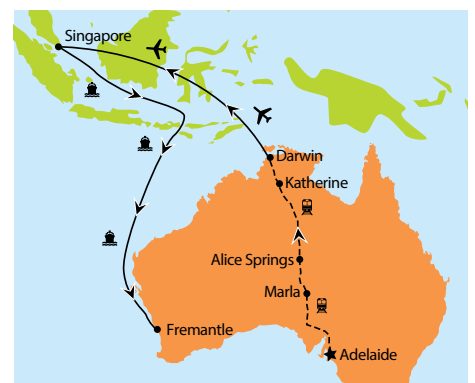 Singapore
Darwin
Katherine
Alice Springs
Marla
Fremantle
Adelaide